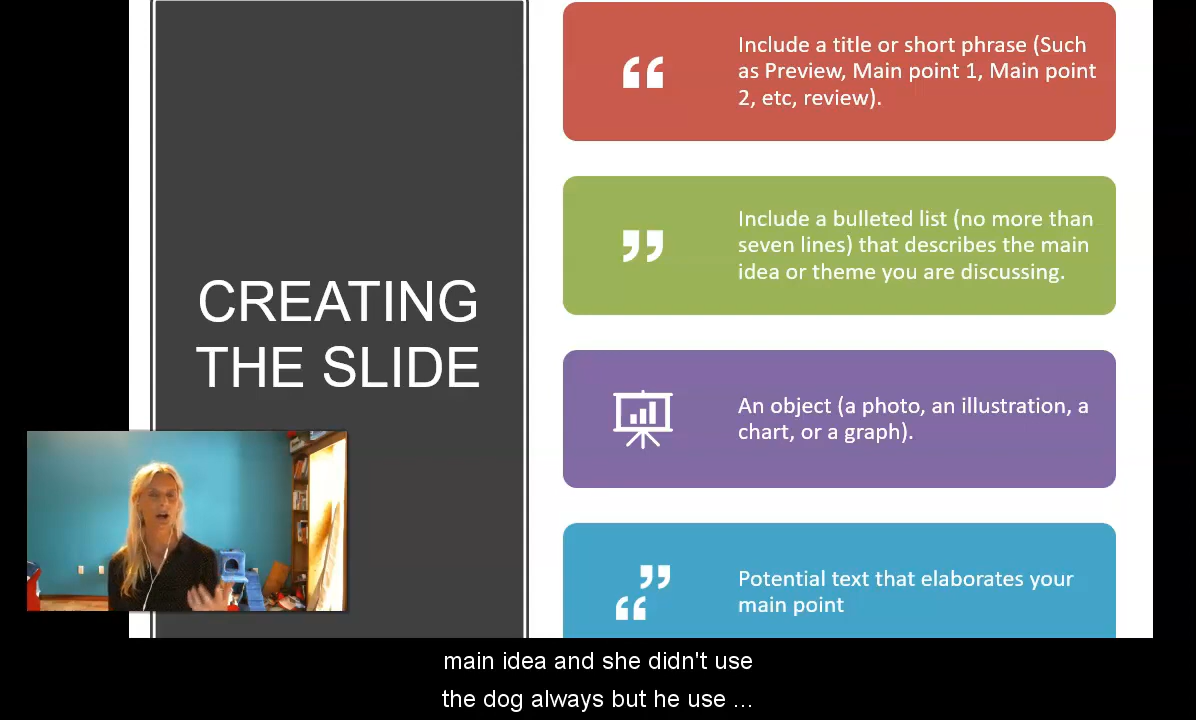 CREATING
THE SLIDE
Include a title or short phrase (Such
as Preview, Main point 1, Main point
2, etc, review).
Include a bulleted list (no more than
seven lines) that describes the main
idea or theme you are discussing.
An object (a photo, an illustration, a
chart, or a graph).
Potential text that elaborates your
main point
main idea and she didn't use
the dog always but he use ...